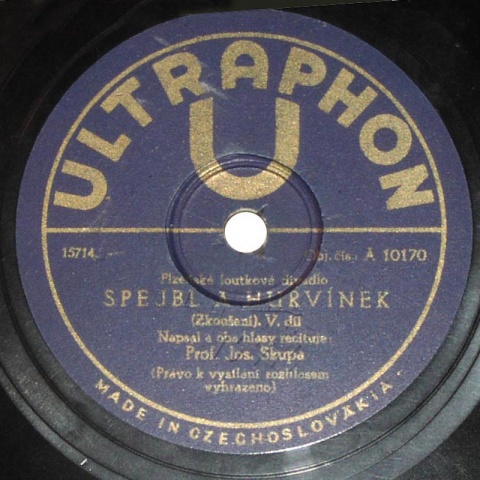 ULTRAPHON
U
15714.
Obj. čís. A 10170
Plzeňské loutkové divadlo
SPEJBL A HURVÍNEK
(Zkoušení). V. díl
Napsal a oba hlasy recituje:
Prof. Jos. Skupa
(Právo k vysílání rozhlasem
vyhrazeno)
MADE IN CZECHOSLOVAKIA